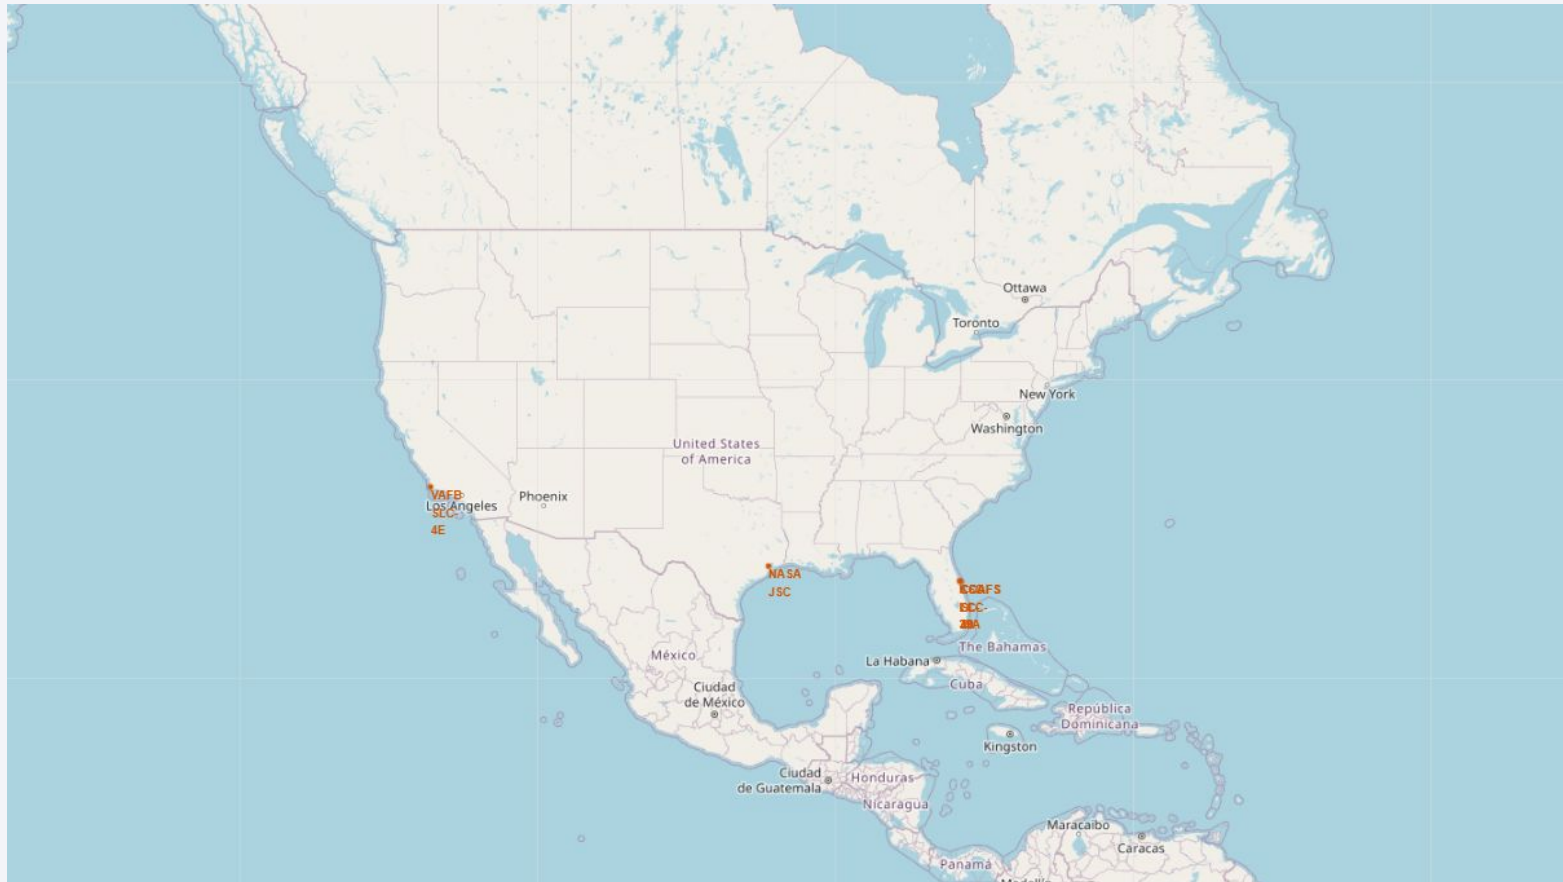 Ottawa
Toronto
New York
Washington
United States
of America
VAFB
SLC-
4E
Los Angeles
Phoenix
NASA
JSC
The Bahamas
La Habana
México
Cuba
Ciudad
de México
República
Dominicana
Kingston
Ciudad
de Guatemala
Honduras
Nicaragua
Maracaibo
Caracas
Panamá